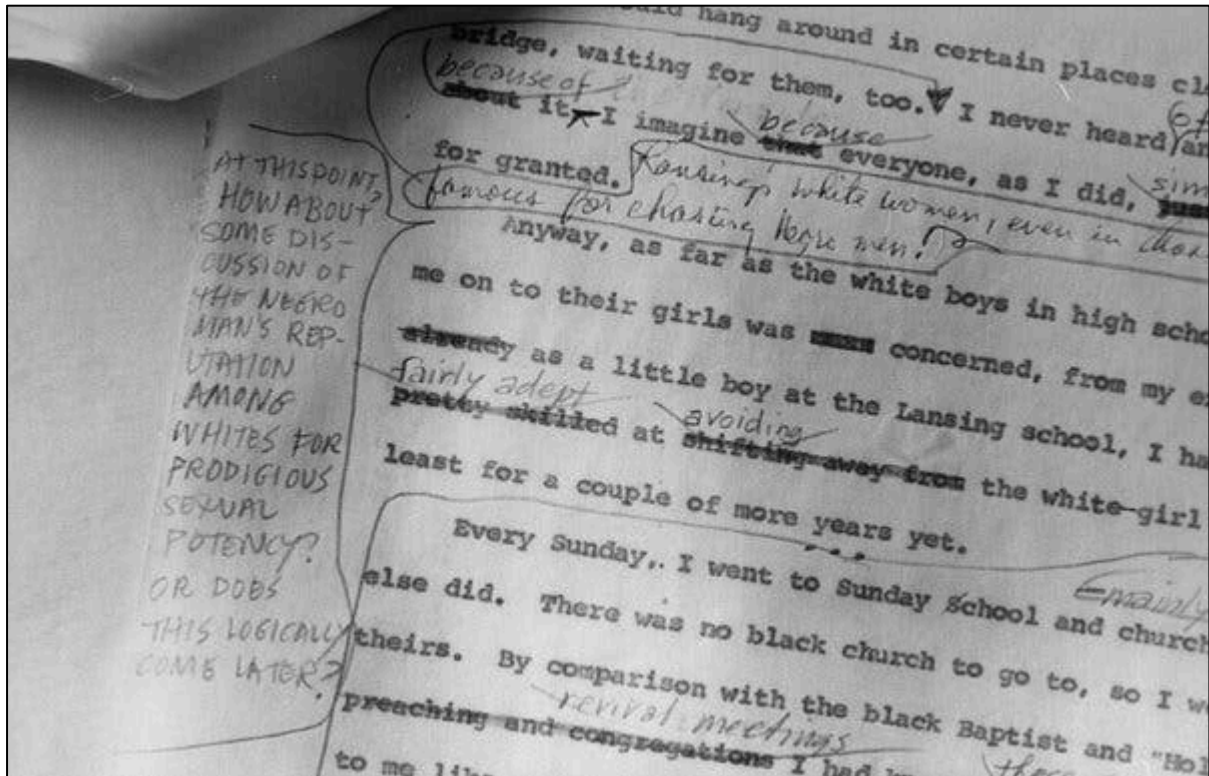 hang around in certain places
bridge, waiting for them, too. I never heard
because of
about it. I imagine that everyone, as I did,
because
for granted.
Lansing's white women, even in
famous for chasing Negro men!
Anyway, as far as the white boys in high
me on to their girls was concerned, from my
already as a little boy at the Lansing school, I
fairly adept
pretty skilled at shifting away from the white girl
avoiding
least for a couple of more years yet.
...
Every Sunday, I went to Sunday School and church
mainly
else did. There was no black church to go to, so I
theirs. By comparison with the black Baptist and "
revival meetings
preaching and congregations I had
to me
AT THIS POINT,
HOW ABOUT
SOME DIS-
CUSSION OF
THE NEGRO
MAN'S REP-
UTATION
AMONG
WHITES FOR
PRODIGIOUS
SEXUAL
POTENCY?
OR DOES
THIS LOGICALLY
COME LATER?